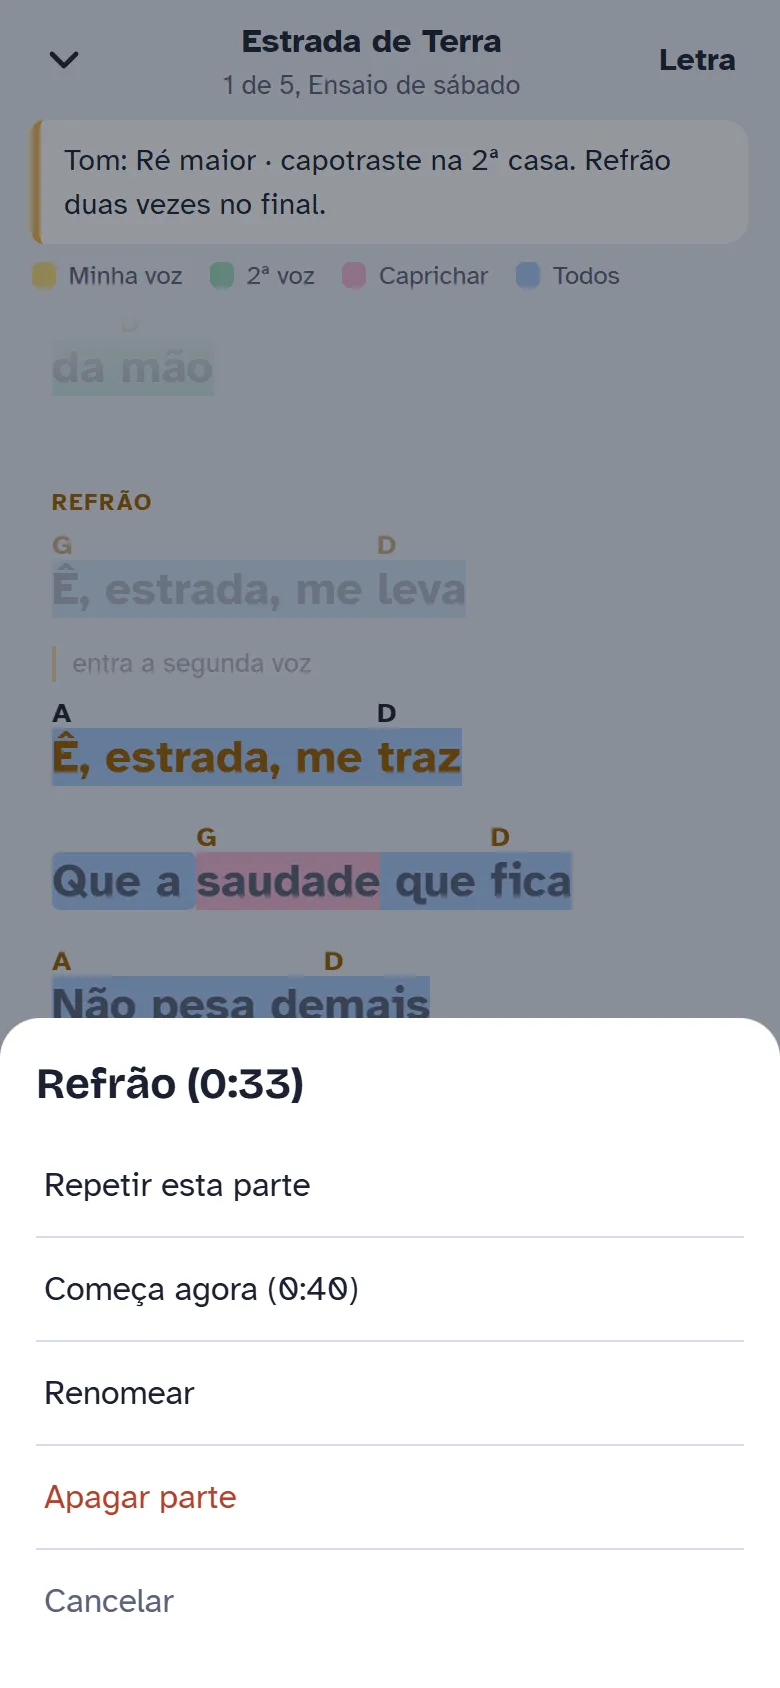 Estrada de Terra
Letra
1 de 5, Ensaio de sábado
Tom: Ré maior · capotraste na 2ª casa. Refrão
duas vezes no final.
Minha voz 2ª voz Caprichar Todos
D
da mão
REFRÃO
G D
Ê, estrada, me leva
entra a segunda voz
A D
Ê, estrada, me traz
G D
Que a saudade que fica
A D
Não pesa demais
Refrão (0:33)
Repetir esta parte
Começa agora (0:40)
Renomear
Apagar parte
Cancelar